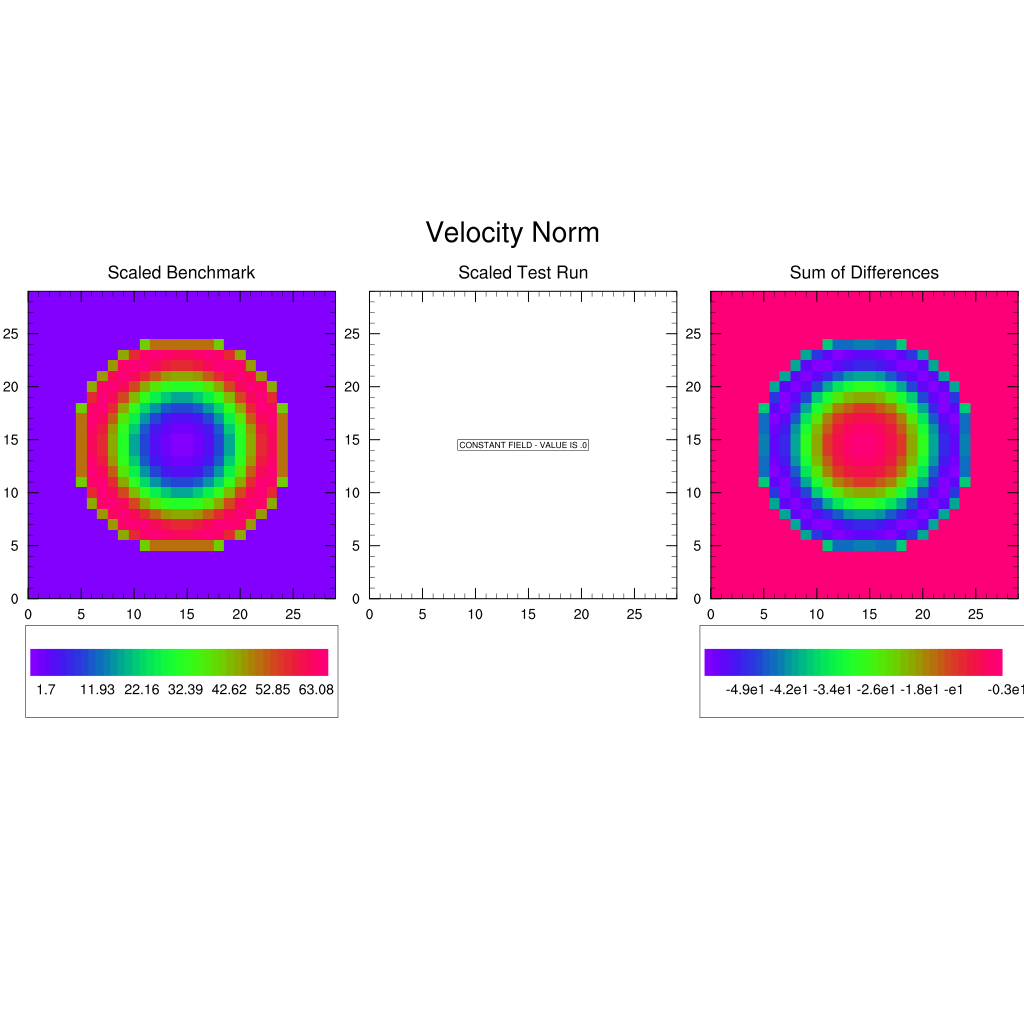 Velocity Norm
Scaled Benchmark
Scaled Test Run
Sum of Differences
25
20
15
10
5
0
0 5 10 15 20 25
25
20
15
10
5
0
0 5 10 15 20 25
CONSTANT FIELD - VALUE IS .0
25
20
15
10
5
0
0 5 10 15 20 25
1.7 11.93 22.16 32.39 42.62 52.85 63.08
-4.9e1 -4.2e1 -3.4e1 -2.6e1 -1.8e1 -e1 -0.3e1